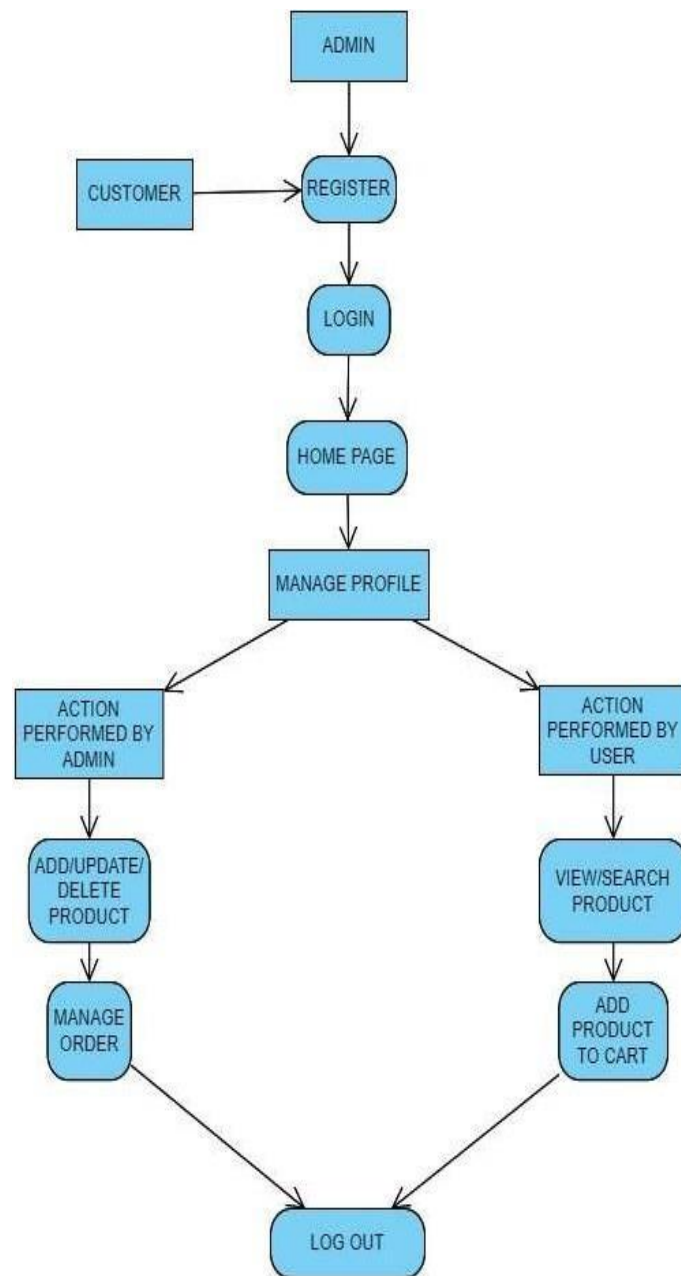 ADMIN
CUSTOMER
REGISTER
LOGIN
HOME PAGE
MANAGE PROFILE
ACTION
PERFORMED BY
ADMIN
ACTION
PERFORMED BY
USER
ADD/UPDATE/
DELETE
PRODUCT
VIEW/SEARCH
PRODUCT
MANAGE
ORDER
ADD
PRODUCT
TO CART
LOG OUT